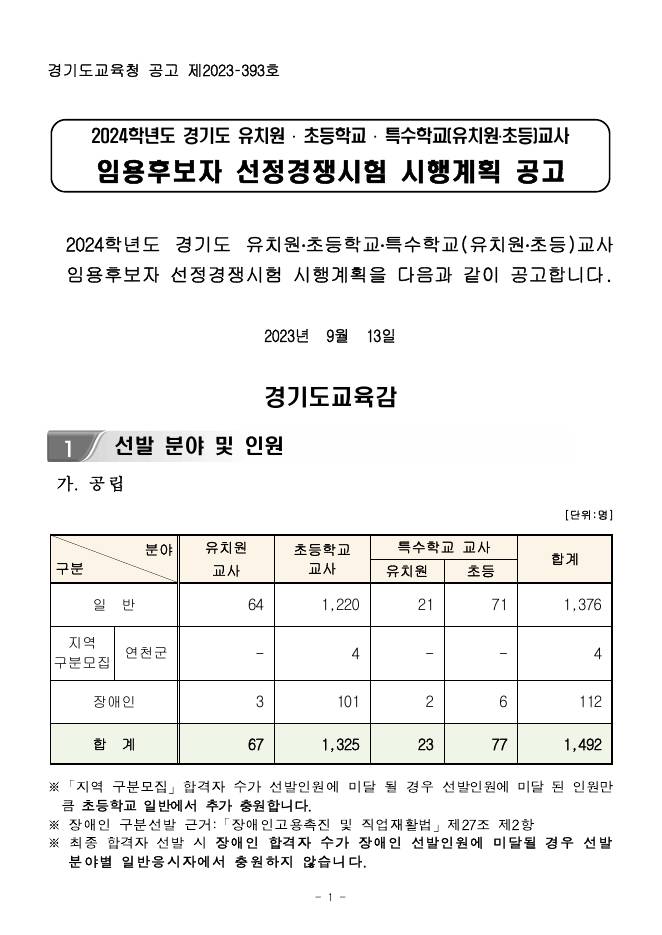 경기도교육청 공고 제2023-393호
2024학년도 경기도 유치원 · 초등학교 · 특수학교(유치원·초등)교사
임용후보자 선정경쟁시험 시행계획 공고
2024학년도 경기도 유치원·초등학교·특수학교(유치원·초등)교사
임용후보자 선정경쟁시험 시행계획을 다음과 같이 공고합니다.
2023년 9월 13일
경기도교육감
1 선발 분야 및 인원
가. 공립
[단위:명]
분야 유치원 초등학교 특수학교 교사 합계
구분 교사 교사 유치원 초등
일 반 64 1,220 21 71 1,376
지역
구분모집 연천군 - 4 - - 4
장애인 3 101 2 6 112
합 계 67 1,325 23 77 1,492
※「지역 구분모집」합격자 수가 선발인원에 미달 될 경우 선발인원에 미달 된 인원만
큼 초등학교 일반에서 추가 충원합니다.
※ 장애인 구분선발 근거:「장애인고용촉진 및 직업재활법」제27조 제2항
※ 최종 합격자 선발 시 장애인 합격자 수가 장애인 선발인원에 미달될 경우 선발
분야별 일반응시자에서 충원하지 않습니다.
- 1 -